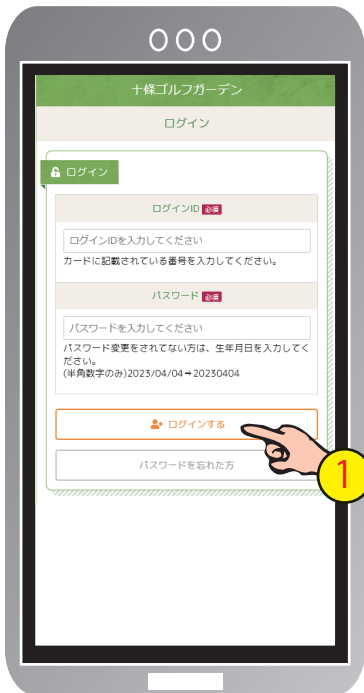 十條ゴルフガーデン
ログイン
ログイン
ログインID 必須
ログインIDを入力してください
カードに記載されている番号を入力してください。
パスワード 必須
パスワードを入力してください
パスワード変更をされてない方は、生年月日を入力してく
ださい。
(半角数字のみ)2023/04/04➡20230404
ログインする
パスワードを忘れた方
1